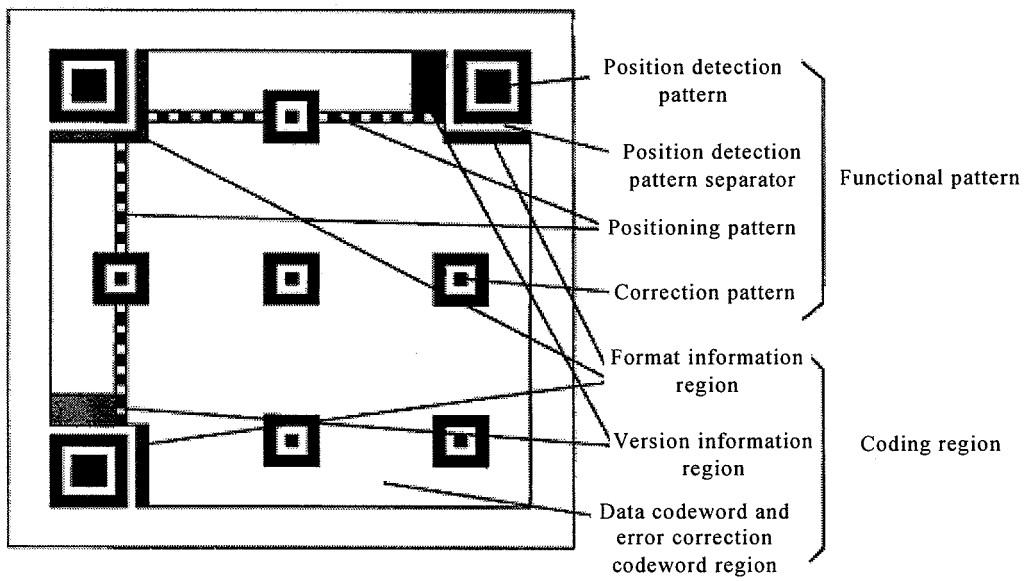 Position detection
pattern
Position detection
pattern separator
Functional pattern
Positioning pattern
Correction pattern
Format information
region
Version information
region
Coding region
Data codeword and
error correction
codeword region